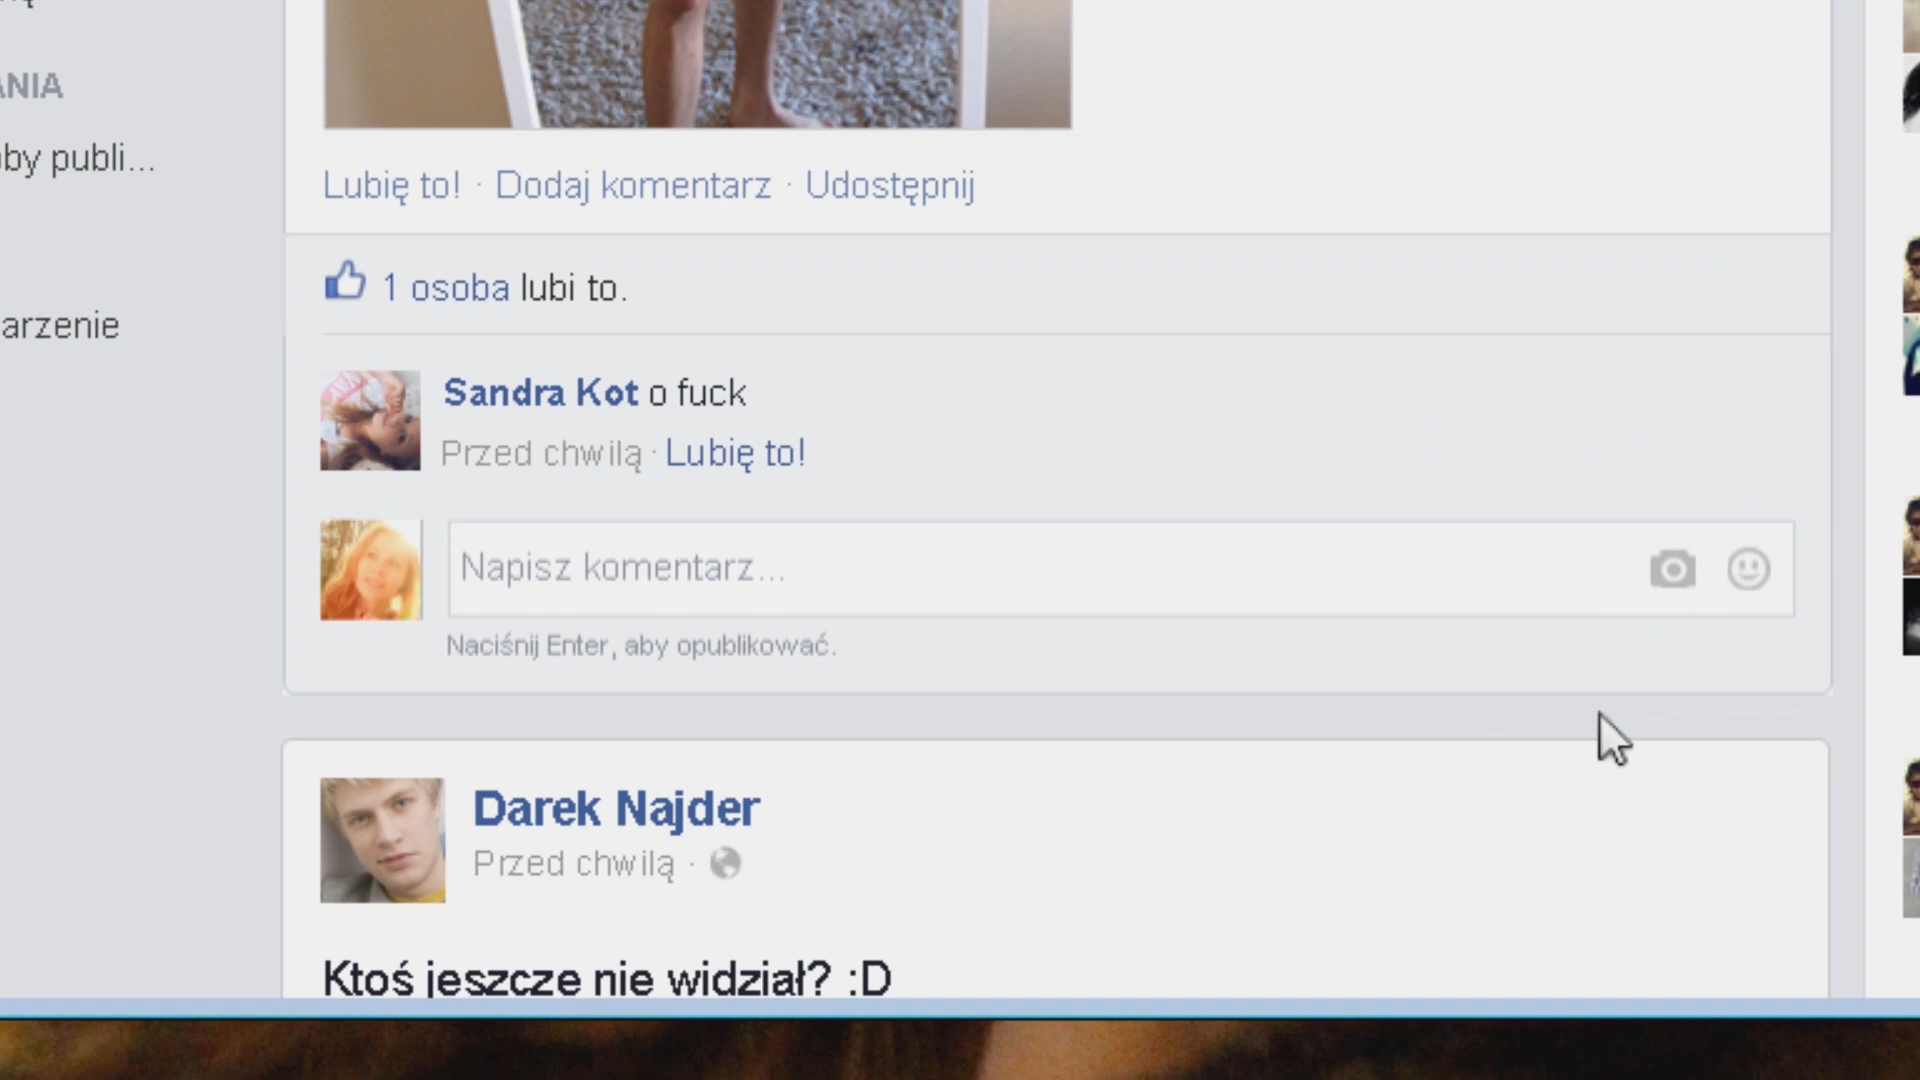 ANIA
oby publi...
arzenie
Lubię to! · Dodaj komentarz · Udostępnij
1 osoba lubi to.
Sandra Kot o fuck
Przed chwilą · Lubię to!
Napisz komentarz...
Naciśnij Enter, aby opublikować.
Darek Najder
Przed chwilą ·
Ktoś jeszcze nie widział? :D